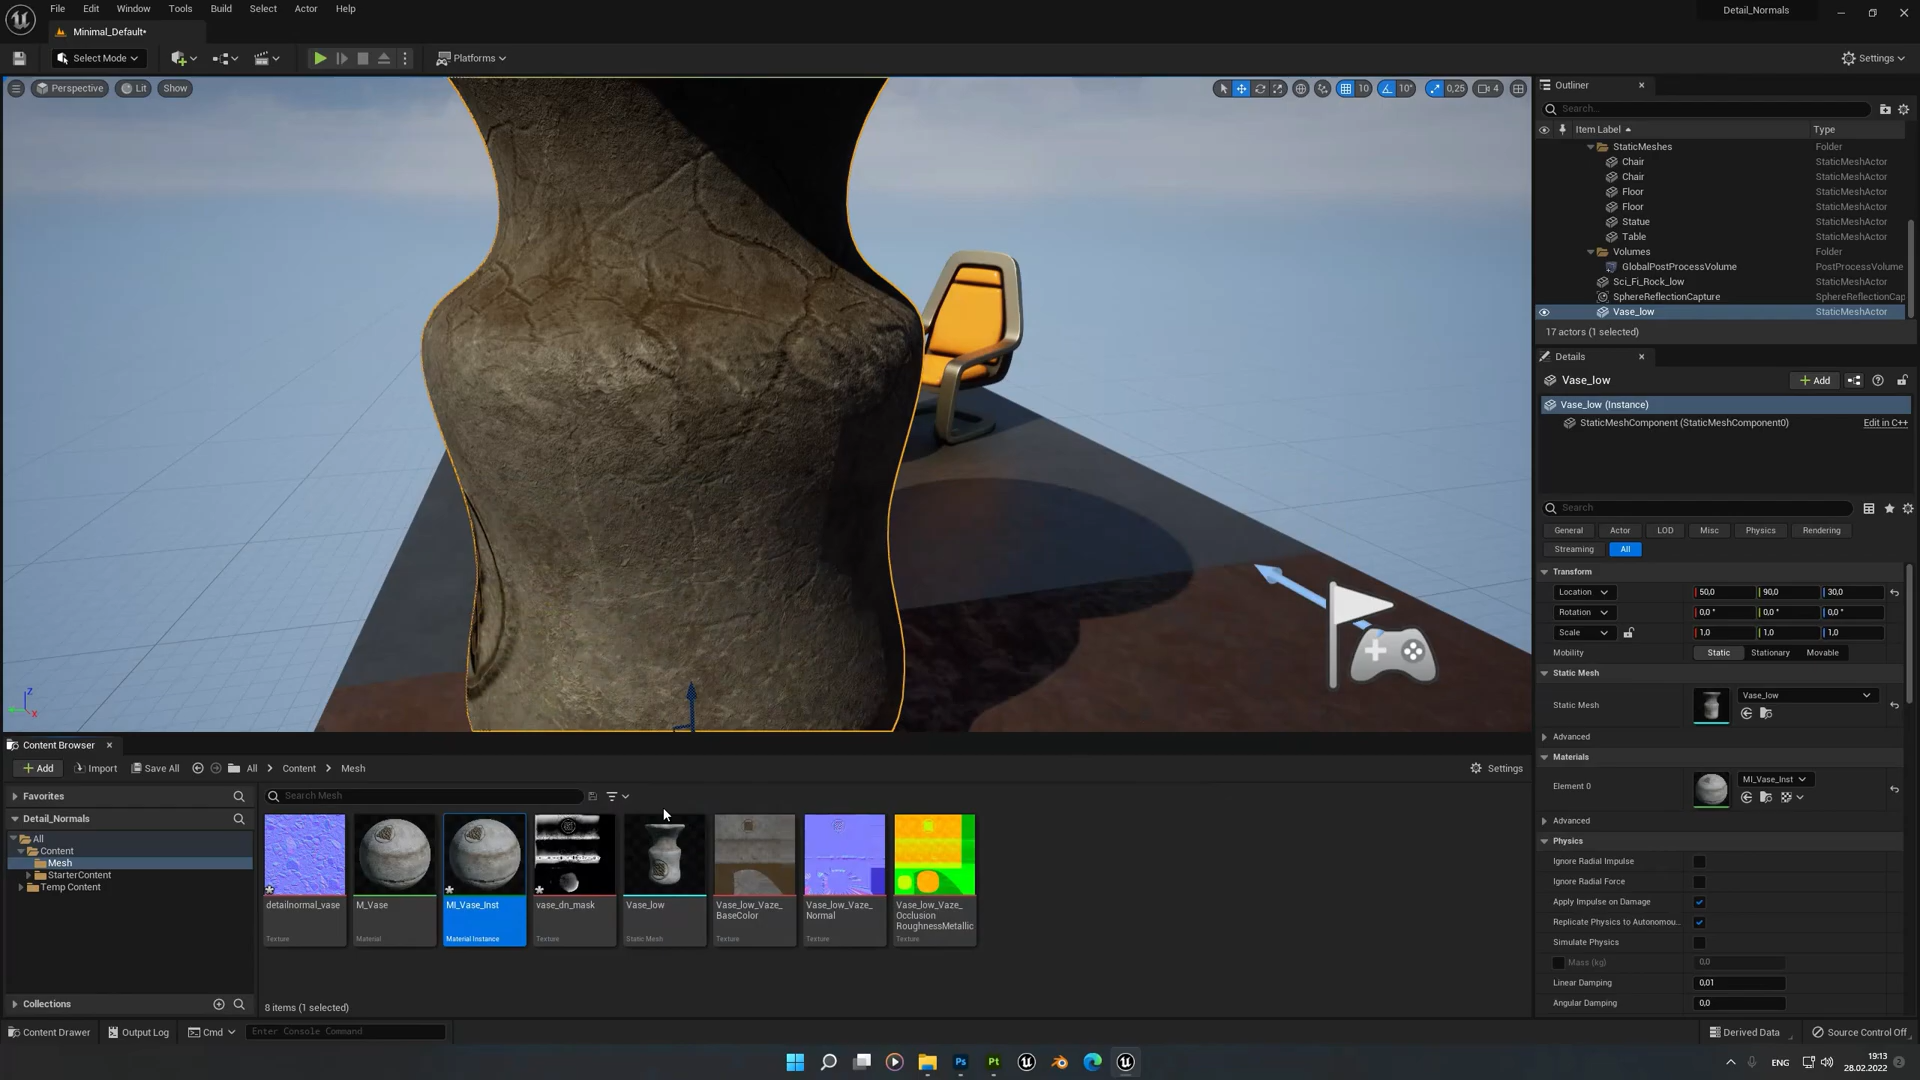 File Edit Window Tools Build Select Actor Help
Detail_Normals
Minimal_Default*
Select Mode
Platforms
Settings
Perspective Lit Show
10 10° 0,25 4
Outliner
Search...
Item Label Type
StaticMeshes Folder
Chair StaticMeshActor
Chair StaticMeshActor
Floor StaticMeshActor
Floor StaticMeshActor
Statue StaticMeshActor
Table StaticMeshActor
Volumes Folder
GlobalPostProcessVolume PostProcessVolume
Sci_Fi_Rock_low StaticMeshActor
SphereReflectionCapture SphereReflectionCap
Vase_low StaticMeshActor
17 actors (1 selected)
Details
Vase_low
Add
Vase_low (Instance)
StaticMeshComponent (StaticMeshComponent0) Edit in C++
Search
General Actor LOD Misc Physics Rendering
Streaming All
Transform
Location 50,0 90,0 30,0
Rotation 0,0 ° 0,0 ° 0,0 °
Scale 1,0 1,0 1,0
Mobility Static Stationary Movable
Static Mesh
Static Mesh Vase_low
Advanced
Materials
Element 0 MI_Vase_Inst
Advanced
Physics
Ignore Radial Impulse
Ignore Radial Force
Apply Impulse on Damage
Replicate Physics to Autonomou...
Simulate Physics
Mass (kg) 0,0
Linear Damping 0,01
Angular Damping 0,0
Z
X
Content Browser
Add Import Save All All Content Mesh
Settings
Favorites
Search Mesh
Detail_Normals
All
Content
Mesh
StarterContent
Temp Content
detailnormal_vase
Texture
M_Vase
Material
MI_Vase_Inst
Material Instance
vase_dn_mask
Texture
Vase_low
Static Mesh
Vase_low_Vaze_
BaseColor
Texture
Vase_low_Vaze_
Normal
Texture
Vase_low_Vaze_
Occlusion
RoughnessMetallic
Texture
Collections
8 items (1 selected)
Content Drawer Output Log Cmd Enter Console Command
Derived Data Source Control Off
Ps Pt
ENG
19:13
28.02.2022
2